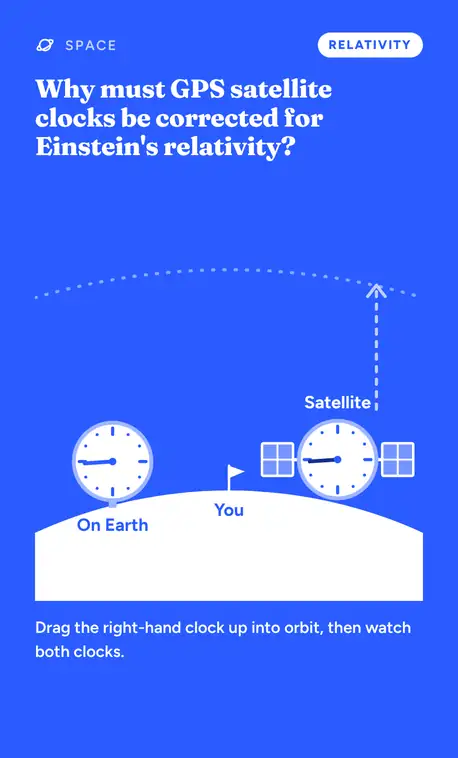 SPACE
RELATIVITY
Why must GPS satellite
clocks be corrected for
Einstein's relativity?
Satellite
You
On Earth
Drag the right-hand clock up into orbit, then watch
both clocks.